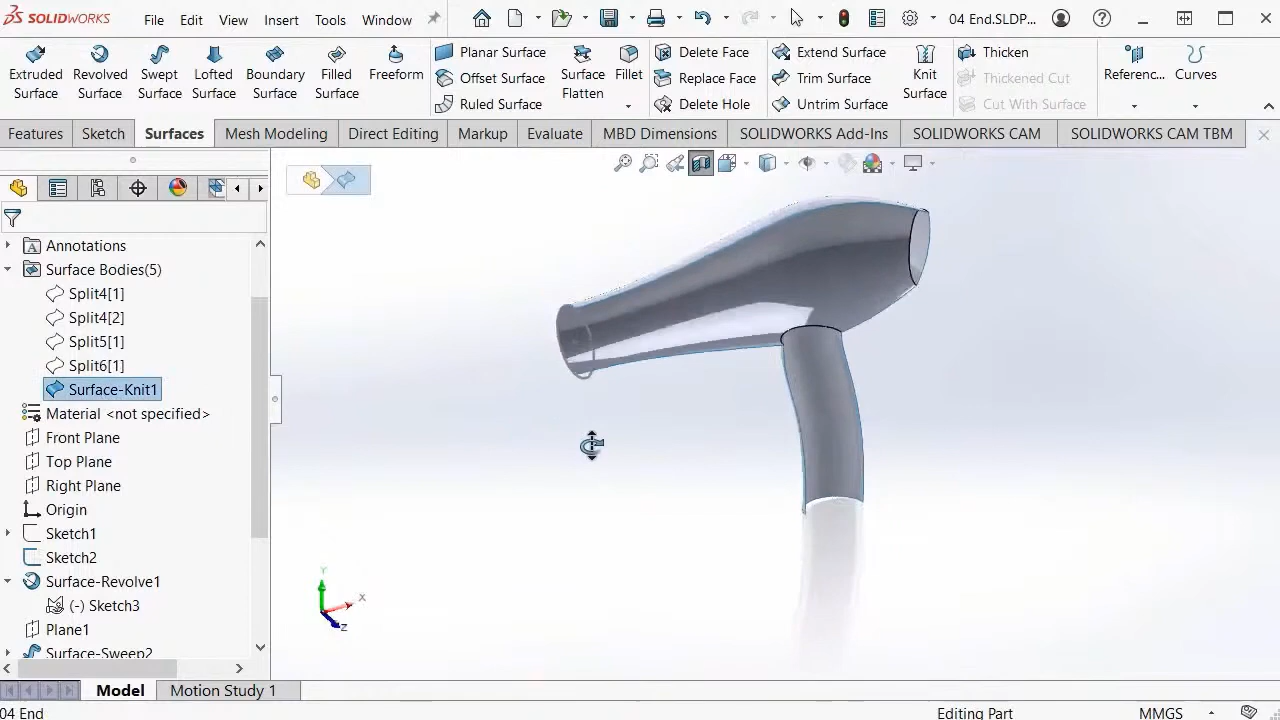 SOLIDWORKS File Edit View Insert Tools Window 04 End.SLDP...
Extruded Surface
Revolved Surface
Swept Surface
Lofted Surface
Boundary Surface
Filled Surface
Freeform
Planar Surface
Offset Surface
Ruled Surface
Surface Flatten
Fillet
Delete Face
Replace Face
Delete Hole
Extend Surface
Trim Surface
Untrim Surface
Knit Surface
Thicken
Thickened Cut
Cut With Surface
Referenc...
Curves
Features Sketch Surfaces Mesh Modeling Direct Editing Markup Evaluate MBD Dimensions SOLIDWORKS Add-Ins SOLIDWORKS CAM SOLIDWORKS CAM TBM
Annotations
Surface Bodies(5)
Split4[1]
Split4[2]
Split5[1]
Split6[1]
Surface-Knit1
Material <not specified>
Front Plane
Top Plane
Right Plane
Origin
Sketch1
Sketch2
Surface-Revolve1
(-) Sketch3
Plane1
Surface-Sweep2
Y
X
Z
Model Motion Study 1
04 End Editing Part MMGS